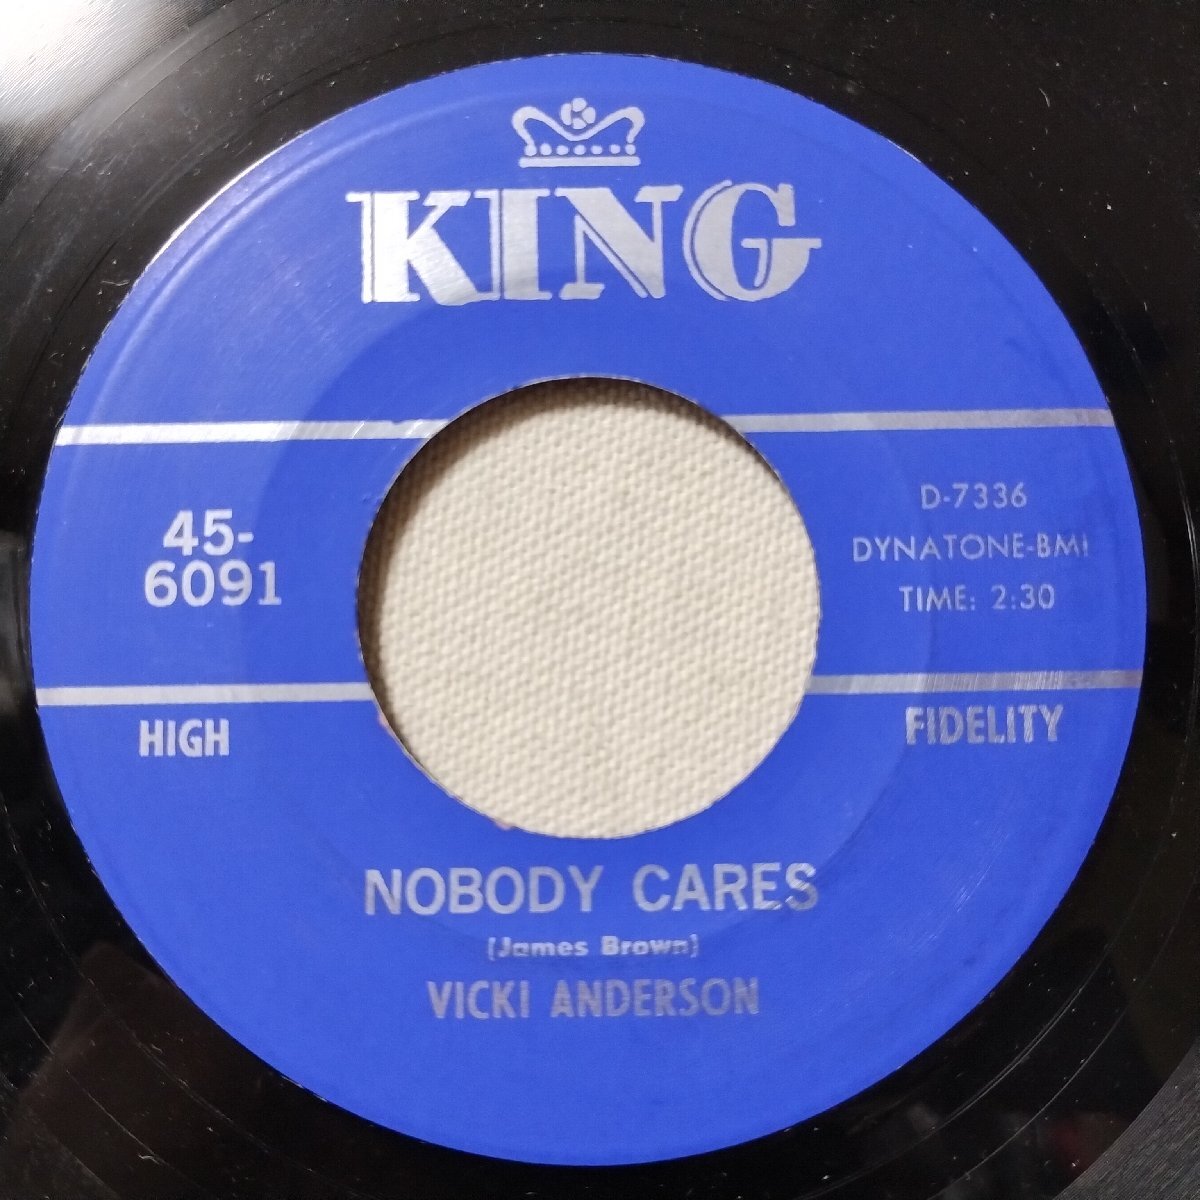 K
KING
45-
6091
D-7336
DYNATONE-BMI
TIME: 2:30
HIGH
FIDELITY
NOBODY CARES
(James Brown)
VICKI ANDERSON